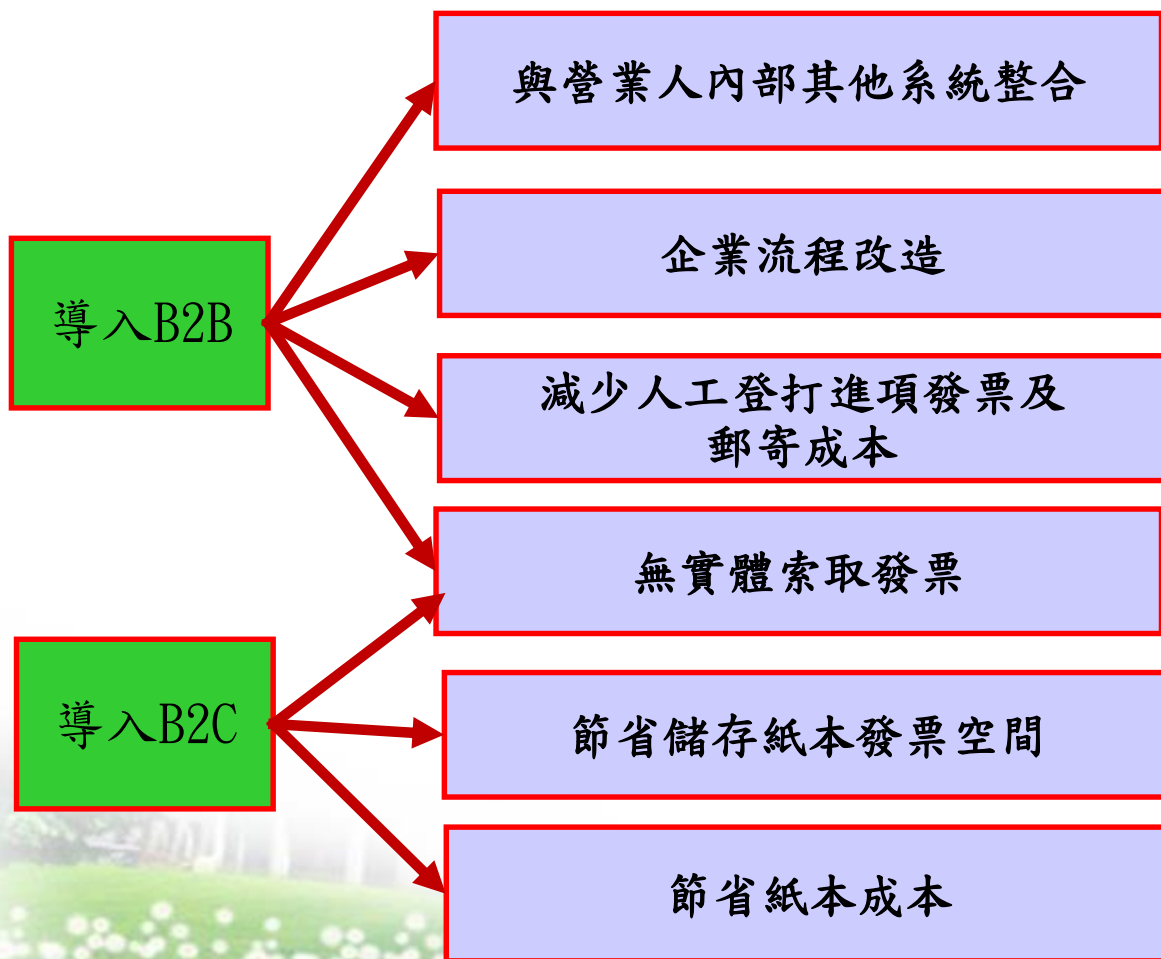 與營業人內部其他系統整合
企業流程改造
導入B2B
減少人工登打進項發票及
郵寄成本
無實體索取發票
導入B2C
節省儲存紙本發票空間
節省紙本成本